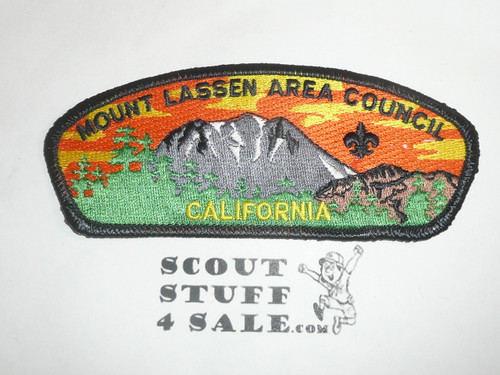 MOUNT LASSEN AREA COUNCIL
CALIFORNIA
SCOUT
STUFF
4 SALE.COM